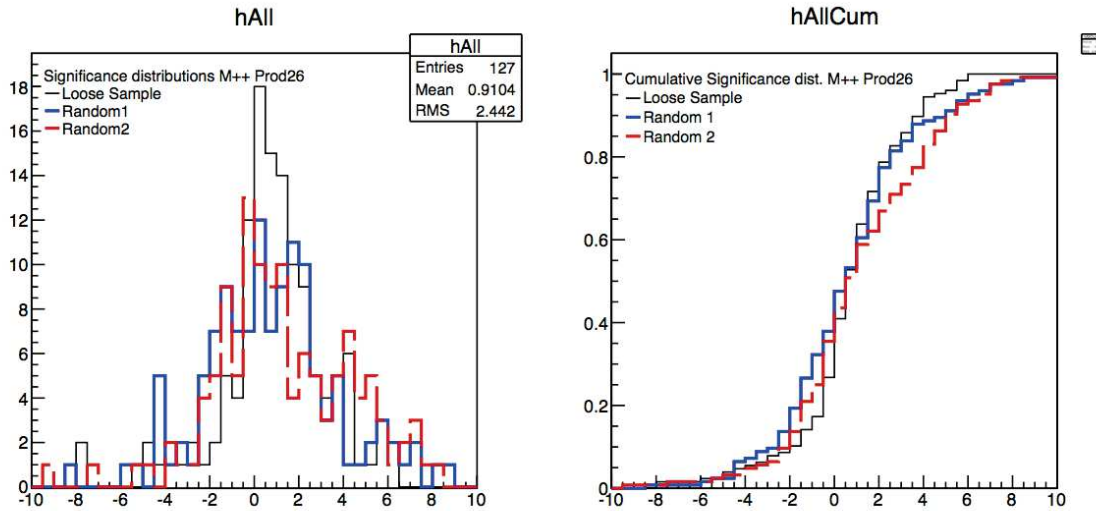 hAll
hAll
Entries 127
Mean 0.9104
RMS 2.442
Significance distributions M++ Prod26
Loose Sample
Random1
Random2
18
16
14
12
10
8
6
4
2
0
-10 -8 -6 -4 -2 0 2 4 6 8 10
hAllCum
Cumulative Significance dist. M++ Prod26
Loose Sample
Random 1
Random 2
1
0.8
0.6
0.4
0.2
0
-10 -8 -6 -4 -2 0 2 4 6 8 10